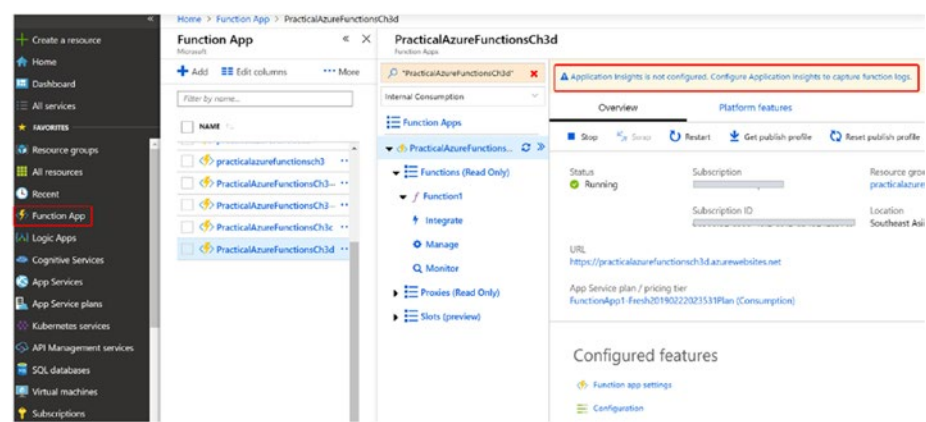 Home > Function App > PracticalAzureFunctionsCh3d
Create a resource
Home
Dashboard
All services
FAVORITES
Resource groups
All resources
Recent
Function App
Logic Apps
Cognitive Services
App Services
App Service plans
Kubernetes services
API Management services
SQL databases
Virtual machines
Subscriptions
Function App
Microsoft
Add Edit columns ••• More
Filter by name...
NAME
practicalazurefunctionsch3
PracticalAzureFunctionsCh3--
PracticalAzureFunctionsCh3--
PracticalAzureFunctionsCh3c
PracticalAzureFunctionsCh3d
PracticalAzureFunctionsCh3d
Function Apps
"PracticalAzureFunctionsCh3d"
Internal Consumption
Function Apps
PracticalAzureFunctions...
Functions (Read Only)
Function1
Integrate
Manage
Monitor
Proxies (Read Only)
Slots (preview)
Application Insights is not configured. Configure Application Insights to capture function logs.
Overview Platform features
Stop Swap Restart Get publish profile Reset publish profile
Status
Running
Subscription
Resource grou
practicalazure
Subscription ID
Location
Southeast Asi
URL
https://practicalazurefunctionsch3d.azurewebsites.net
App Service plan / pricing tier
FunctionApp1-Fresh20190222023531Plan (Consumption)
Configured features
Function app settings
Configuration